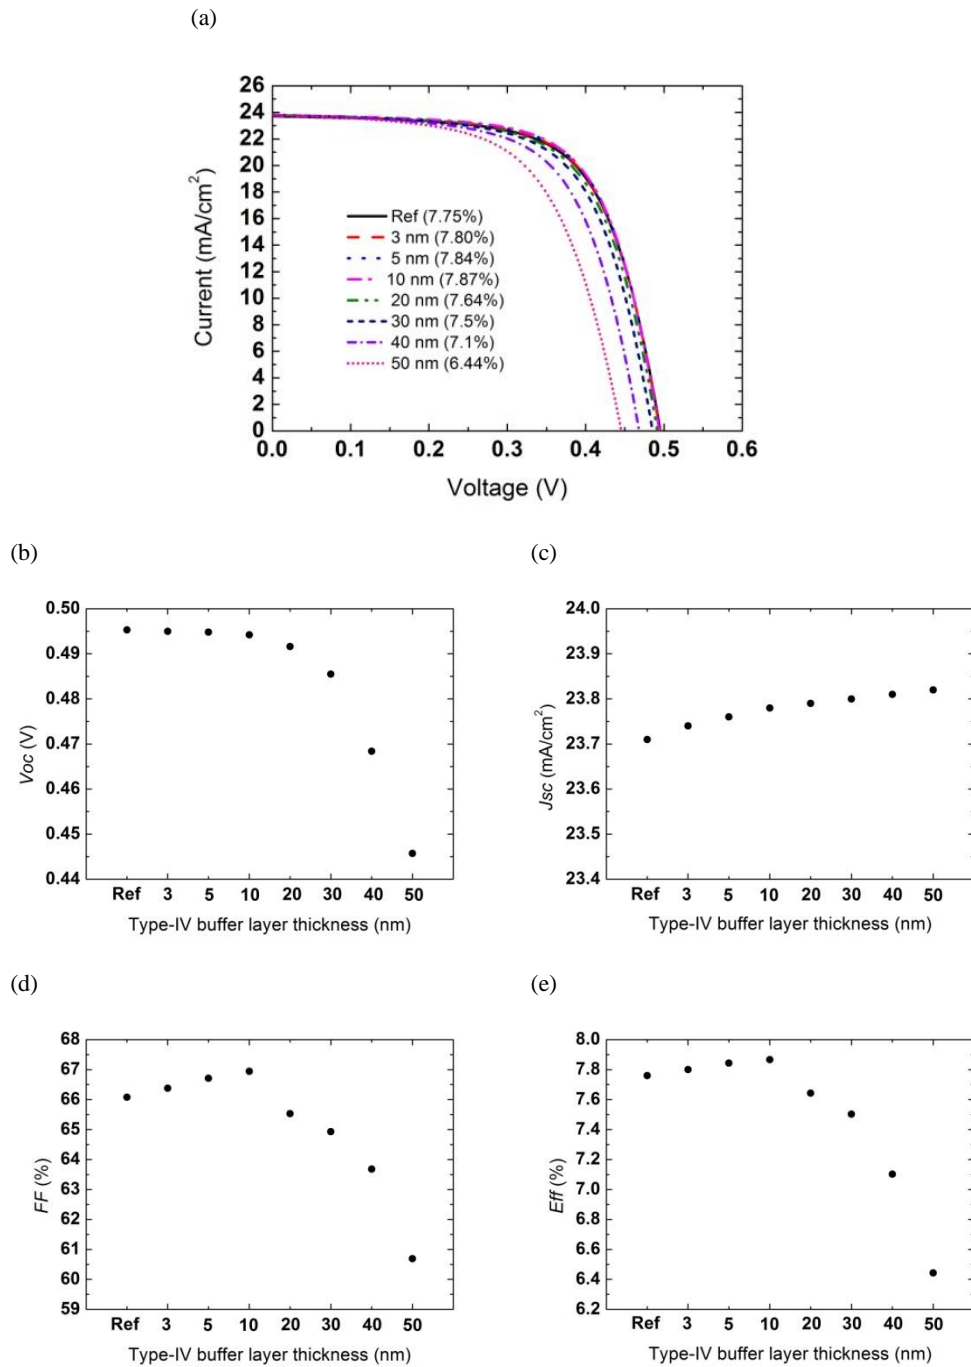 (a)
26
24
22
20
18
16
14
12
10
8
6
4
2
0
Current (mA/cm²)
Ref (7.75%)
3 nm (7.80%)
5 nm (7.84%)
10 nm (7.87%)
20 nm (7.64%)
30 nm (7.5%)
40 nm (7.1%)
50 nm (6.44%)
0.0 0.1 0.2 0.3 0.4 0.5 0.6
Voltage (V)
(b)
0.50
0.49
0.48
0.47
0.46
0.45
0.44
Voc (V)
Ref 3 5 10 20 30 40 50
Type-IV buffer layer thickness (nm)
(c)
24.0
23.9
23.8
23.7
23.6
23.5
23.4
Jsc (mA/cm²)
Ref 3 5 10 20 30 40 50
Type-IV buffer layer thickness (nm)
(d)
68
67
66
65
64
63
62
61
60
59
FF (%)
Ref 3 5 10 20 30 40 50
Type-IV buffer layer thickness (nm)
(e)
8.0
7.8
7.6
7.4
7.2
7.0
6.8
6.6
6.4
6.2
Eff (%)
Ref 3 5 10 20 30 40 50
Type-IV buffer layer thickness (nm)